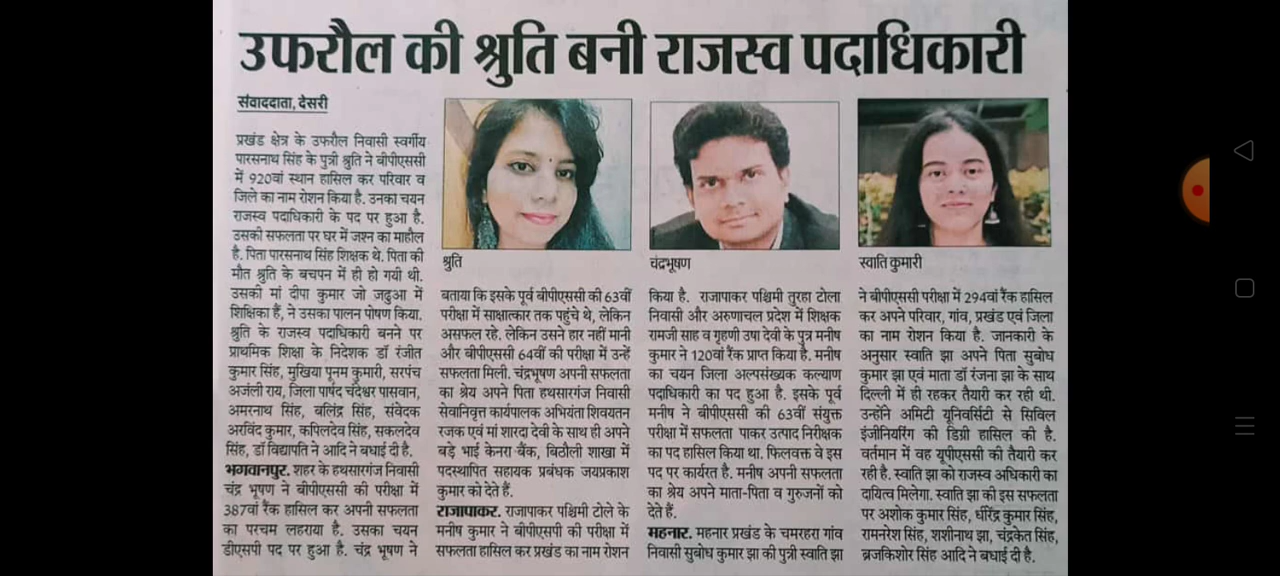 उफरौल की श्रुति बनी राजस्व पदाधिकारी
संवाददाता, देसरी
प्रखंड क्षेत्र के उफरौल निवासी स्वर्गीय
पारसनाथ सिंह के पुत्री श्रुति ने बीपीएससी
में 920वां स्थान हासिल कर परिवार व
जिले का नाम रोशन किया है. उनका चयन
राजस्व पदाधिकारी के पद पर हुआ है.
उसकी सफलता पर घर में जश्न का माहौल
है. पिता पारसनाथ सिंह शिक्षक थे. पिता की
मौत श्रुति के बचपन में ही हो गयी थी.
उसकी मां दीपा कुमार जो जढुआ में
शिक्षिका हैं, ने उसका पालन पोषण किया.
श्रुति के राजस्व पदाधिकारी बनने पर
प्राथमिक शिक्षा के निदेशक डॉ रंजीत
कुमार सिंह, मुखिया पूनम कुमारी, सरपंच
अजंली राय, जिला पार्षद चंदेश्वर पासवान,
अमरनाथ सिंह, बलिंद्र सिंह, संवेदक
अरविंद कुमार, कपिलदेव सिंह, सकलदेव
सिंह, डॉ विद्यापति ने आदि ने बधाई दी है.
भगवानपुर. शहर के हथसारगंज निवासी
चंद्र भूषण ने बीपीएससी की परीक्षा में
387वां रैंक हासिल कर अपनी सफलता
का परचम लहराया है. उसका चयन
डीएसपी पद पर हुआ है. चंद्र भूषण ने
श्रुति
बताया कि इसके पूर्व बीपीएससी की 63वीं
परीक्षा में साक्षात्कार तक पहुंचे थे, लेकिन
असफल रहे. लेकिन उसने हार नहीं मानी
और बीपीएससी 64वीं की परीक्षा में उन्हें
सफलता मिली. चंद्रभूषण अपनी सफलता
का श्रेय अपने पिता हथसारगंज निवासी
सेवानिवृत्त कार्यपालक अभियंता शिवयतन
रजक एवं मां शारदा देवी के साथ ही अपने
बड़े भाई केनरा बैंक, बिठौली शाखा में
पदस्थापित सहायक प्रबंधक जयप्रकाश
कुमार को देते हैं.
राजापाकर. राजापाकर पश्चिमी टोले के
मनीष कुमार ने बीपीएसपी की परीक्षा में
सफलता हासिल कर प्रखंड का नाम रोशन
चंद्रभूषण
किया है. राजापाकर पश्चिमी तुरहा टोला
निवासी और अरुणाचल प्रदेश में शिक्षक
रामजी साह व गृहणी उषा देवी के पुत्र मनीष
कुमार ने 120वां रैंक प्राप्त किया है. मनीष
का चयन जिला अल्पसंख्यक कल्याण
पदाधिकारी का पद हुआ है. इसके पूर्व
मनीष ने बीपीएससी की 63वीं संयुक्त
परीक्षा में सफलता पाकर उत्पाद निरीक्षक
का पद हासिल किया था. फिलवक्त वे इस
पद पर कार्यरत है. मनीष अपनी सफलता
का श्रेय अपने माता-पिता व गुरुजनों को
देते हैं.
महनार. महनार प्रखंड के चमरहरा गांव
निवासी सुबोध कुमार झा की पुत्री स्वाति झा
स्वाति कुमारी
ने बीपीएससी परीक्षा में 294वां रैंक हासिल
कर अपने परिवार, गांव, प्रखंड एवं जिला
का नाम रोशन किया है. जानकारी के
अनुसार स्वाति झा अपने पिता सुबोध
कुमार झा एवं माता डॉ रंजना झा के साथ
दिल्ली में ही रहकर तैयारी कर रही थी.
उन्होंने अमिटी यूनिवर्सिटी से सिविल
इंजीनियरिंग की डिग्री हासिल की है.
वर्तमान में वह यूपीएससी की तैयारी कर
रही है. स्वाति झा को राजस्व अधिकारी का
दायित्व मिलेगा. स्वाति झा की इस सफलता
पर अशोक कुमार सिंह, धीरेंद्र कुमार सिंह,
रामनरेश सिंह, शशीनाथ झा, चंद्रकेत सिंह,
ब्रजकिशोर सिंह आदि ने बधाई दी है.